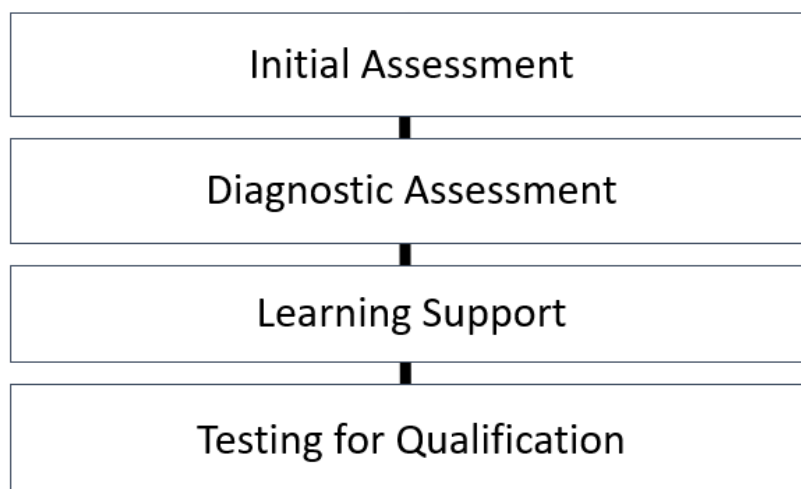 Initial Assessment
Diagnostic Assessment
Learning Support
Testing for Qualification